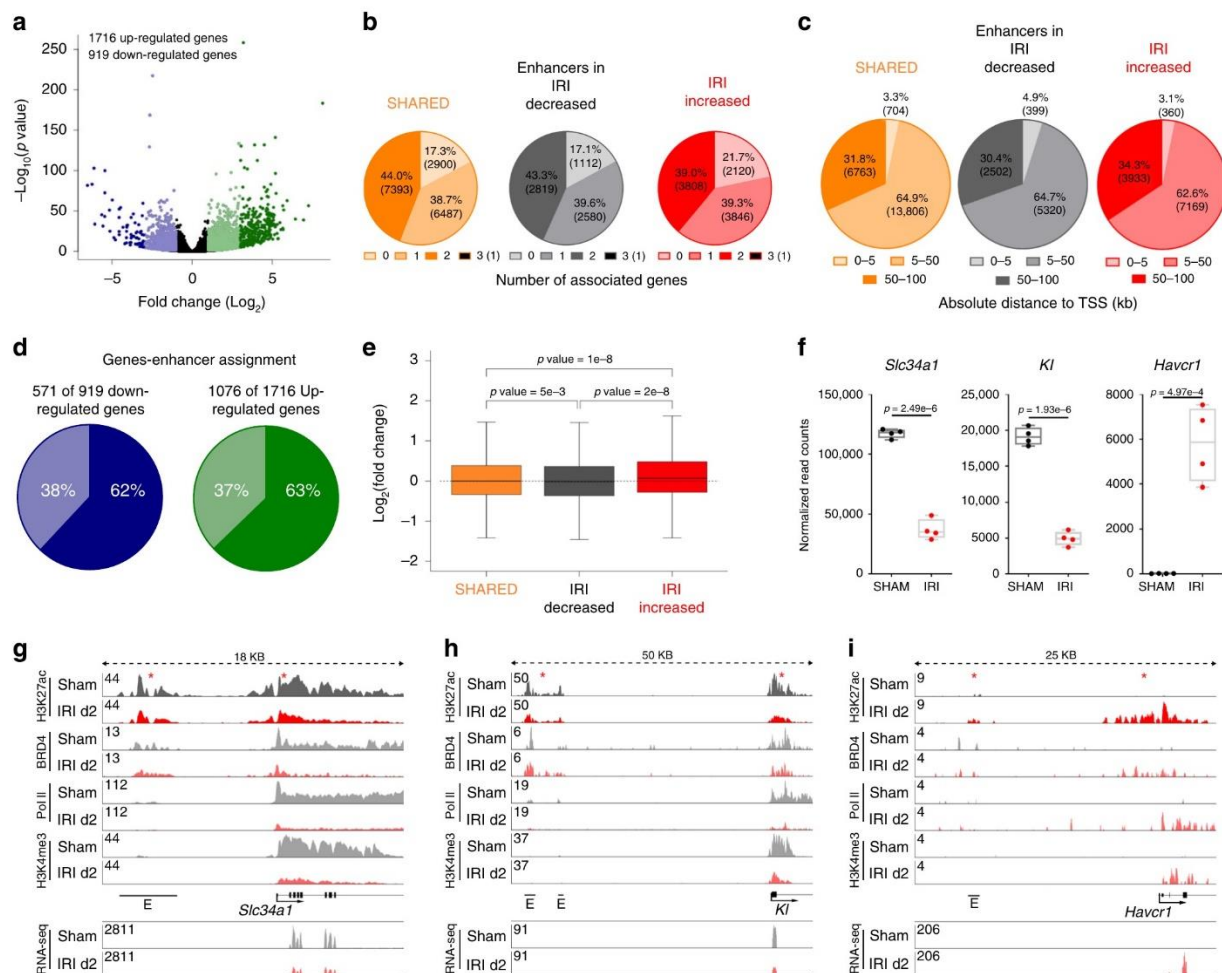 a
1716 up-regulated genes
919 down-regulated genes
250
200
150
100
50
0
−Log10(p value)
−5
0
5
Fold change (Log2)
b
Enhancers in
IRI
SHARED
decreased
IRI
increased
17.3%
(2900)
44.0%
(7393)
38.7%
(6487)
17.1%
(1112)
43.3%
(2819)
39.6%
(2580)
21.7%
(2120)
39.0%
(3808)
39.3%
(3846)
0 1 2 3 (1)
0 1 2 3 (1)
0 1 2 3 (1)
Number of associated genes
c
Enhancers in
IRI
SHARED
decreased
IRI
increased
3.3%
(704)
31.8%
(6763)
64.9%
(13,806)
4.9%
(399)
30.4%
(2502)
64.7%
(5320)
3.1%
(360)
34.3%
(3933)
62.6%
(7169)
0–5 5–50
50–100
0–5 5–50
50–100
0–5 5–50
50–100
Absolute distance to TSS (kb)
d
Genes-enhancer assignment
571 of 919 down-
regulated genes
1076 of 1716 Up-
regulated genes
38% 62%
37% 63%
e
3
2
1
0
−1
−2
Log2(fold change)
p value = 1e–8
p value = 5e–3
p value = 2e–8
SHARED
IRI
decreased
IRI
increased
f
Slc34a1
Normalized read counts
150,000
100,000
50,000
0
p = 2.49e–6
SHAM IRI
Kl
25,000
20,000
15,000
10,000
5000
0
p = 1.93e–6
SHAM IRI
Havcr1
8000
6000
4000
2000
0
p = 4.97e–4
SHAM IRI
g
18 KB
H3K27ac
Sham 44 *
*
IRI d2 44
BRD4
Sham 13
IRI d2 13
Pol II
Sham 112
IRI d2 112
H3K4me3
Sham 44
IRI d2 44
E
Slc34a1
RNA-seq
Sham 2811
IRI d2 2811
h
50 KB
H3K27ac
Sham 50 *
*
IRI d2 50
BRD4
Sham 6
IRI d2 6
Pol II
Sham 19
IRI d2 19
H3K4me3
Sham 37
IRI d2 37
E E
Kl
RNA-seq
Sham 91
IRI d2 91
i
25 KB
H3K27ac
Sham 9 *
*
IRI d2 9
BRD4
Sham 4
IRI d2 4
Pol II
Sham 4
IRI d2 4
H3K4me3
Sham 4
IRI d2 4
E
Havcr1
RNA-seq
Sham 206
IRI d2 206